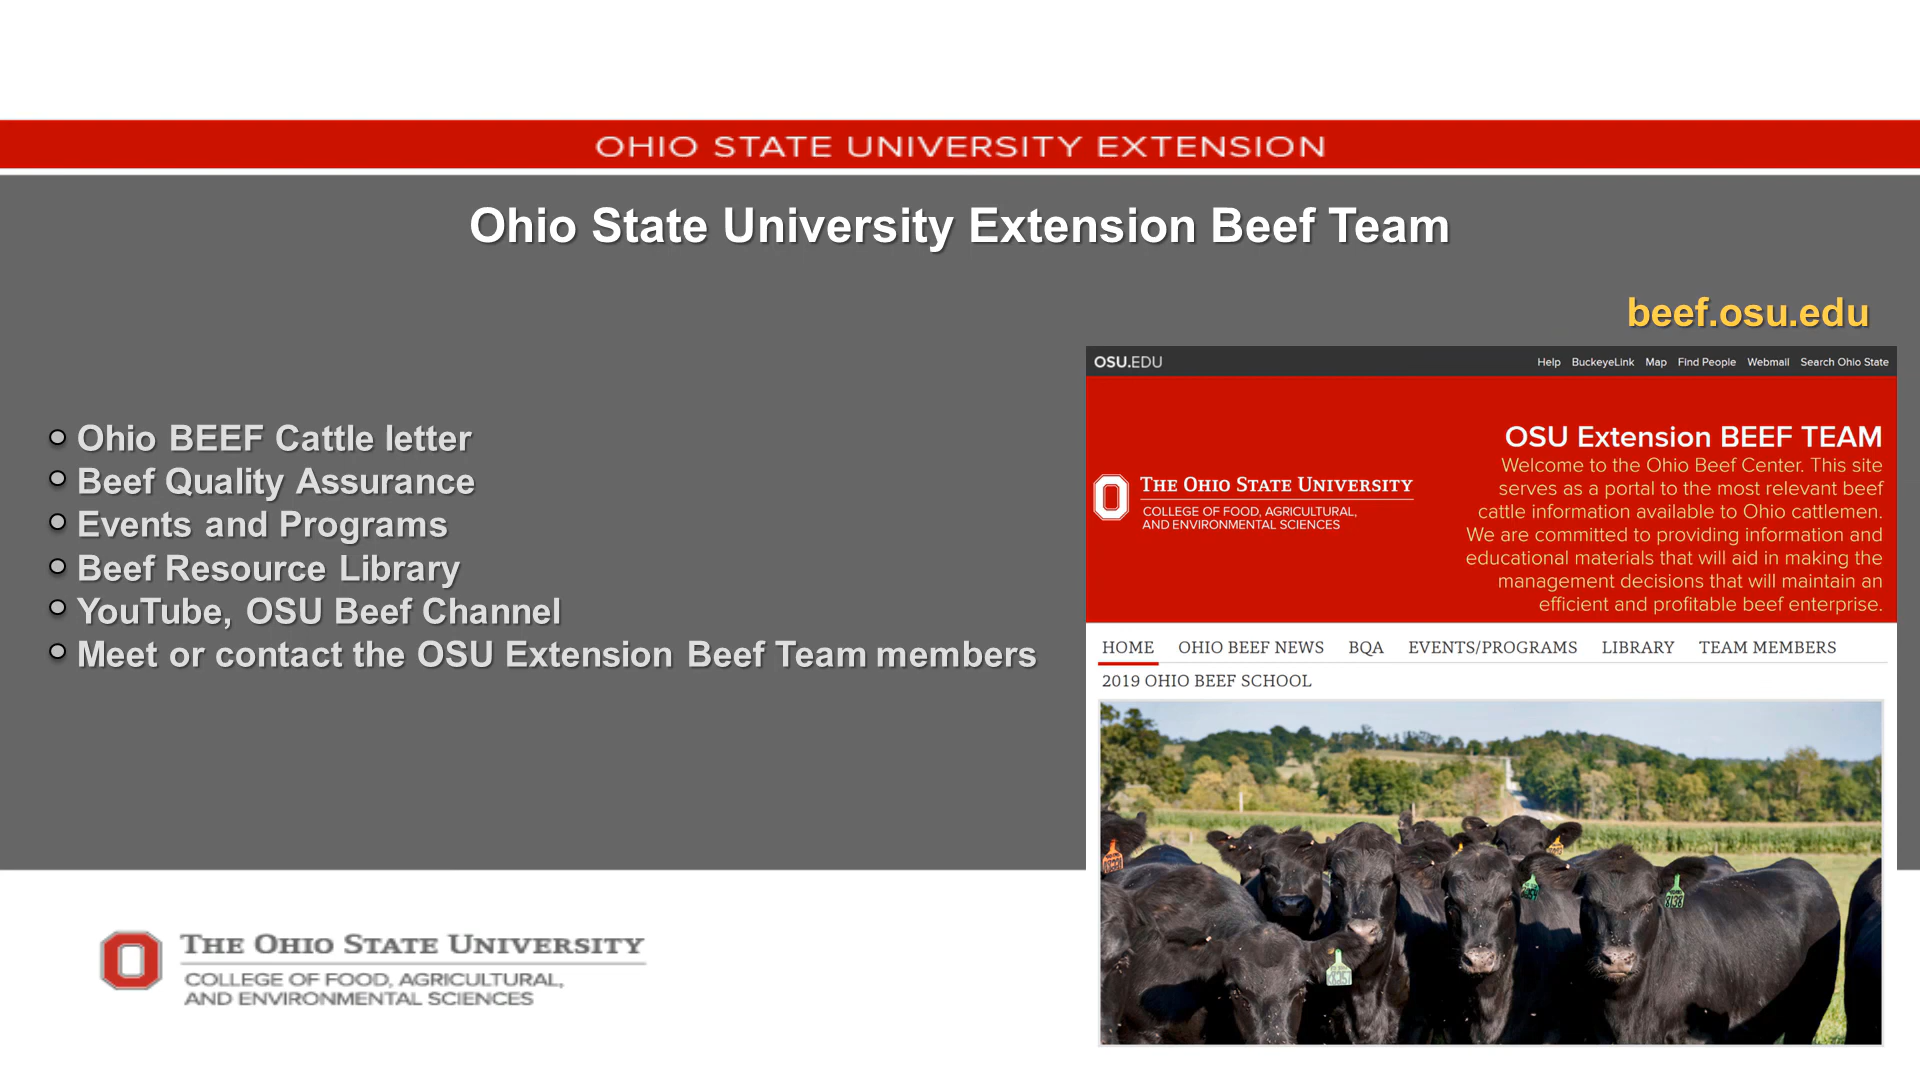 OHIO STATE UNIVERSITY EXTENSION
Ohio State University Extension Beef Team
beef.osu.edu
Ohio BEEF Cattle letter
Beef Quality Assurance
Events and Programs
Beef Resource Library
YouTube, OSU Beef Channel
Meet or contact the OSU Extension Beef Team members
OSU.EDU
Help BuckeyeLink Map Find People Webmail Search Ohio State
THE OHIO STATE UNIVERSITY
COLLEGE OF FOOD, AGRICULTURAL,
AND ENVIRONMENTAL SCIENCES
OSU Extension BEEF TEAM
Welcome to the Ohio Beef Center. This site
serves as a portal to the most relevant beef
cattle information available to Ohio cattlemen.
We are committed to providing information and
educational materials that will aid in making the
management decisions that will maintain an
efficient and profitable beef enterprise.
HOME OHIO BEEF NEWS BQA EVENTS/PROGRAMS LIBRARY TEAM MEMBERS
2019 OHIO BEEF SCHOOL
THE OHIO STATE UNIVERSITY
COLLEGE OF FOOD, AGRICULTURAL,
AND ENVIRONMENTAL SCIENCES